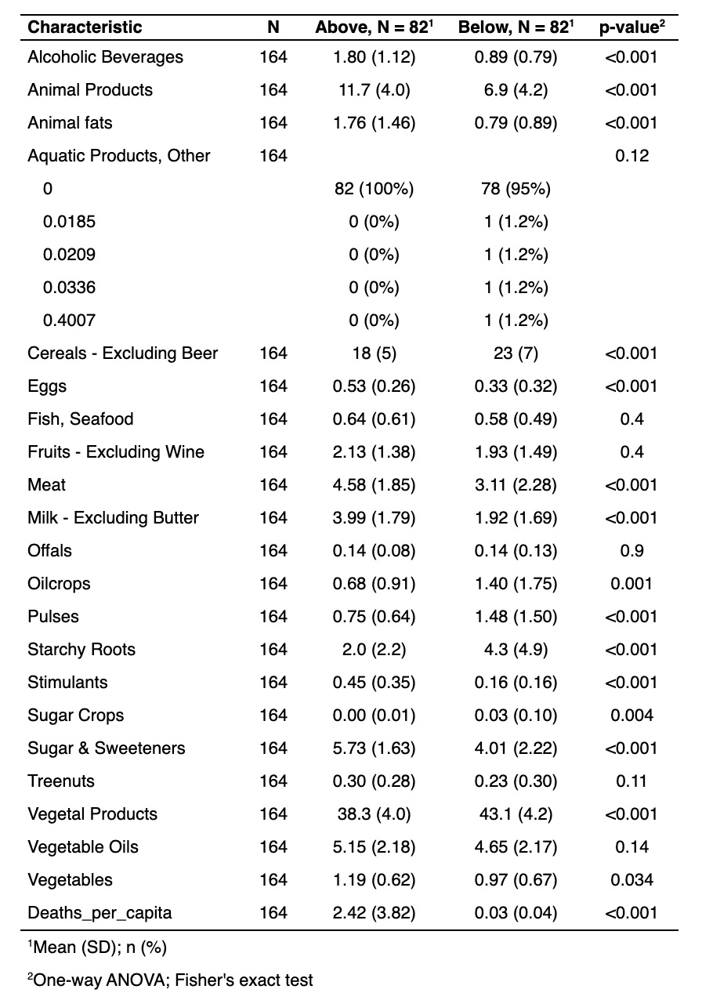 Characteristic N Above, N = 82¹ Below, N = 82¹ p-value²
Alcoholic Beverages 164 1.80 (1.12) 0.89 (0.79) <0.001
Animal Products 164 11.7 (4.0) 6.9 (4.2) <0.001
Animal fats 164 1.76 (1.46) 0.79 (0.89) <0.001
Aquatic Products, Other 164 0.12
0 82 (100%) 78 (95%)
0.0185 0 (0%) 1 (1.2%)
0.0209 0 (0%) 1 (1.2%)
0.0336 0 (0%) 1 (1.2%)
0.4007 0 (0%) 1 (1.2%)
Cereals - Excluding Beer 164 18 (5) 23 (7) <0.001
Eggs 164 0.53 (0.26) 0.33 (0.32) <0.001
Fish, Seafood 164 0.64 (0.61) 0.58 (0.49) 0.4
Fruits - Excluding Wine 164 2.13 (1.38) 1.93 (1.49) 0.4
Meat 164 4.58 (1.85) 3.11 (2.28) <0.001
Milk - Excluding Butter 164 3.99 (1.79) 1.92 (1.69) <0.001
Offals 164 0.14 (0.08) 0.14 (0.13) 0.9
Oilcrops 164 0.68 (0.91) 1.40 (1.75) 0.001
Pulses 164 0.75 (0.64) 1.48 (1.50) <0.001
Starchy Roots 164 2.0 (2.2) 4.3 (4.9) <0.001
Stimulants 164 0.45 (0.35) 0.16 (0.16) <0.001
Sugar Crops 164 0.00 (0.01) 0.03 (0.10) 0.004
Sugar & Sweeteners 164 5.73 (1.63) 4.01 (2.22) <0.001
Treenuts 164 0.30 (0.28) 0.23 (0.30) 0.11
Vegetal Products 164 38.3 (4.0) 43.1 (4.2) <0.001
Vegetable Oils 164 5.15 (2.18) 4.65 (2.17) 0.14
Vegetables 164 1.19 (0.62) 0.97 (0.67) 0.034
Deaths_per_capita 164 2.42 (3.82) 0.03 (0.04) <0.001
¹Mean (SD); n (%)
²One-way ANOVA; Fisher's exact test